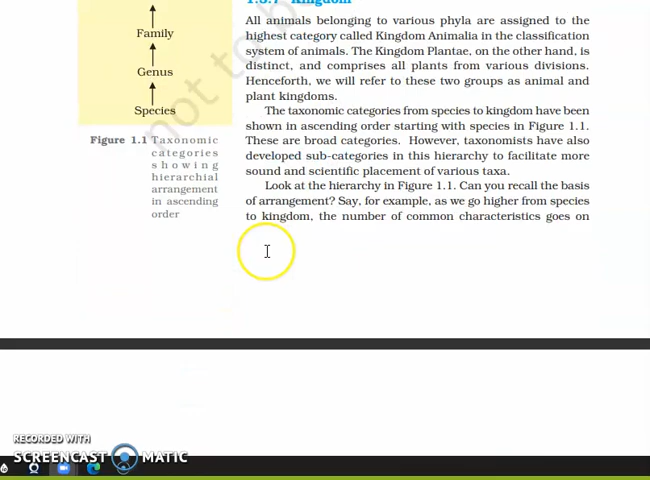 1.3.7 Kingdom
All animals belonging to various phyla are assigned to the
highest category called Kingdom Animalia in the classification
system of animals. The Kingdom Plantae, on the other hand, is
distinct, and comprises all plants from various divisions.
Henceforth, we will refer to these two groups as animal and
plant kingdoms.
The taxonomic categories from species to kingdom have been
shown in ascending order starting with species in Figure 1.1.
These are broad categories. However, taxonomists have also
developed sub-categories in this hierarchy to facilitate more
sound and scientific placement of various taxa.
Look at the hierarchy in Figure 1.1. Can you recall the basis
of arrangement? Say, for example, as we go higher from species
to kingdom, the number of common characteristics goes on
Family
Genus
Species
Figure 1.1 Taxonomic
categories
showing
hierarchial
arrangement
in ascending
order
not to b
RECORDED WITH
SCREENCAST MATIC